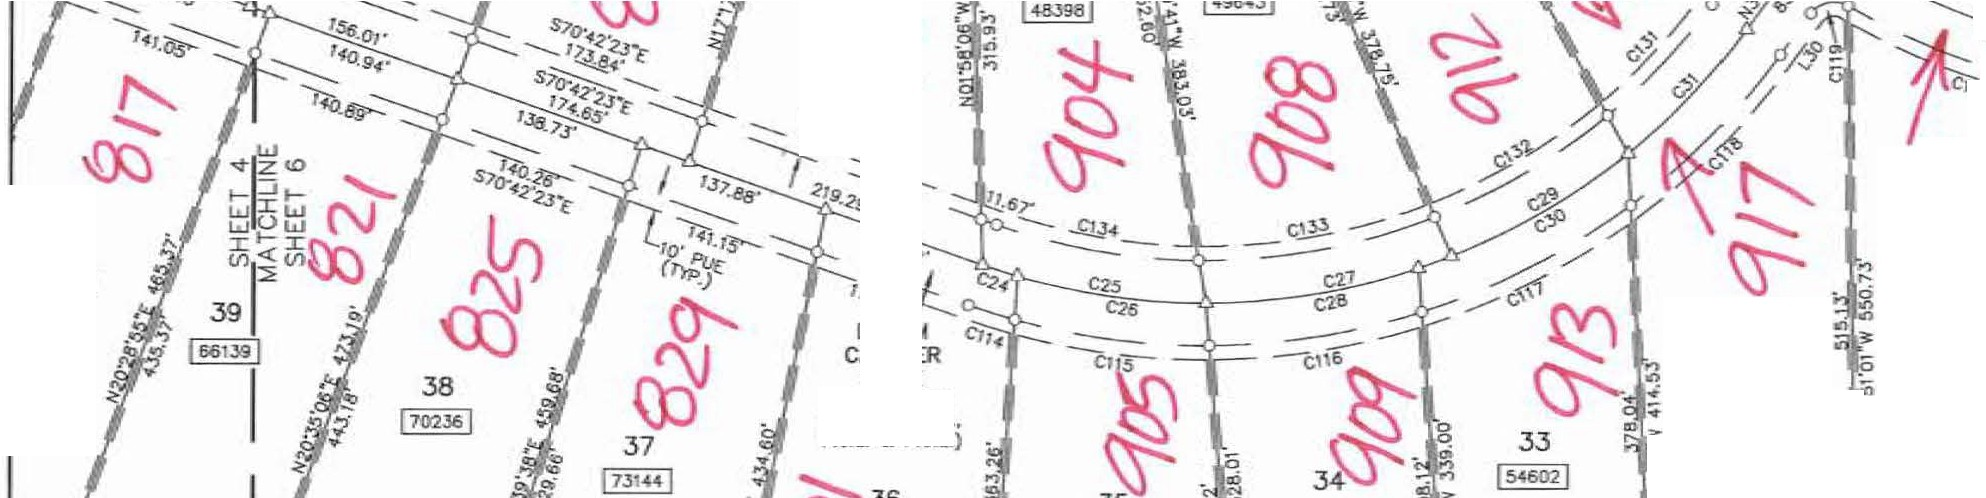 141.05'
156.01'
140.94'
140.89'
S70°42'23"E
173.84'
S70°42'23"E
174.65'
138.73'
140.26'
S70°42'23"E
137.88'
141.15'
10' PUE
(TYP.)
817
821
825
829
SHEET 4
MATCHLINE
SHEET 6
N20°28'55"E 465.37'
435.37'
39
66139
N20°35'06"E 473.19'
443.18'
38
70236
459.68'
37
73144
434.60'
48398
49643
N01°58'06"W
315.93'
383.03'
378.75'
904
908
912
C131
C31
L30
C119
C132
C118
11.67'
C134
C133
C29
C30
917
C24
C25
C26
C27
C28
C117
C114
C115
C116
905
909
913
34
339.00'
33
54602
378.04'
414.53'
515.13'
51'01"W 550.73'